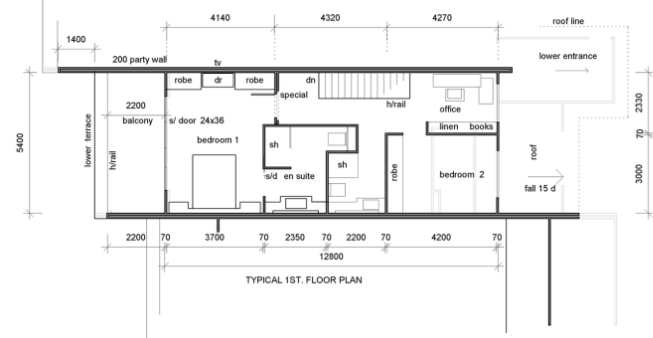 4140 4320 4270 roof line
1400
200 party wall tv lower entrance
robe dr robe dn
special
h/rail office
2200
balcony s/ door 24x36
linen books
bedroom 1
5400
lower terrace
h/rail
sh
sh
s/d en suite
robe
bedroom 2
roof
fall 15 d
2330
70
3000
2200 70 3700 70 2350 70 2200 70 4200 70
12800
TYPICAL 1ST. FLOOR PLAN